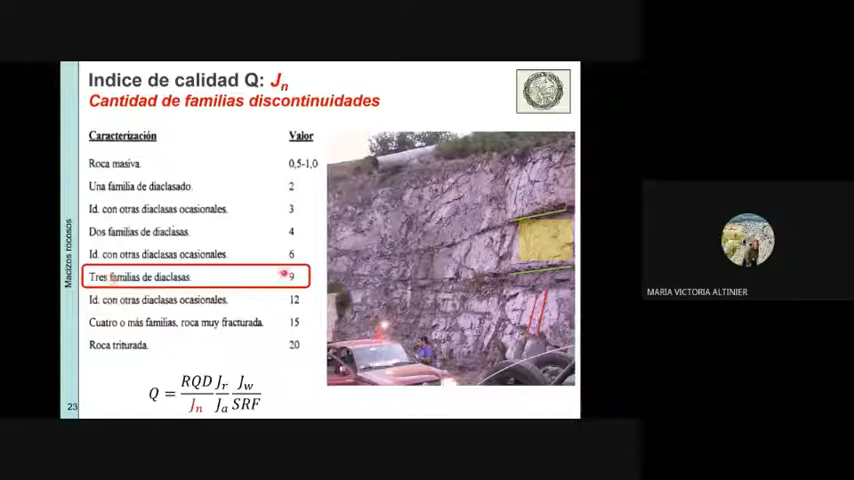 Indice de calidad Q: Jn
Cantidad de familias discontinuidades
Caracterización Valor
Roca masiva. 0,5-1,0
Una familia de diaclasado. 2
Id. con otras diaclasas ocasionales. 3
Dos familias de diaclasas. 4
Id. con otras diaclasas ocasionales. 6
Tres familias de diaclasas. 9
Id. con otras diaclasas ocasionales. 12
Cuatro o más familias, roca muy fracturada. 15
Roca triturada. 20
Q = RQD/Jn Jr/Ja Jw/SRF
Macizos rocosos
23
MARIA VICTORIA ALTINIER